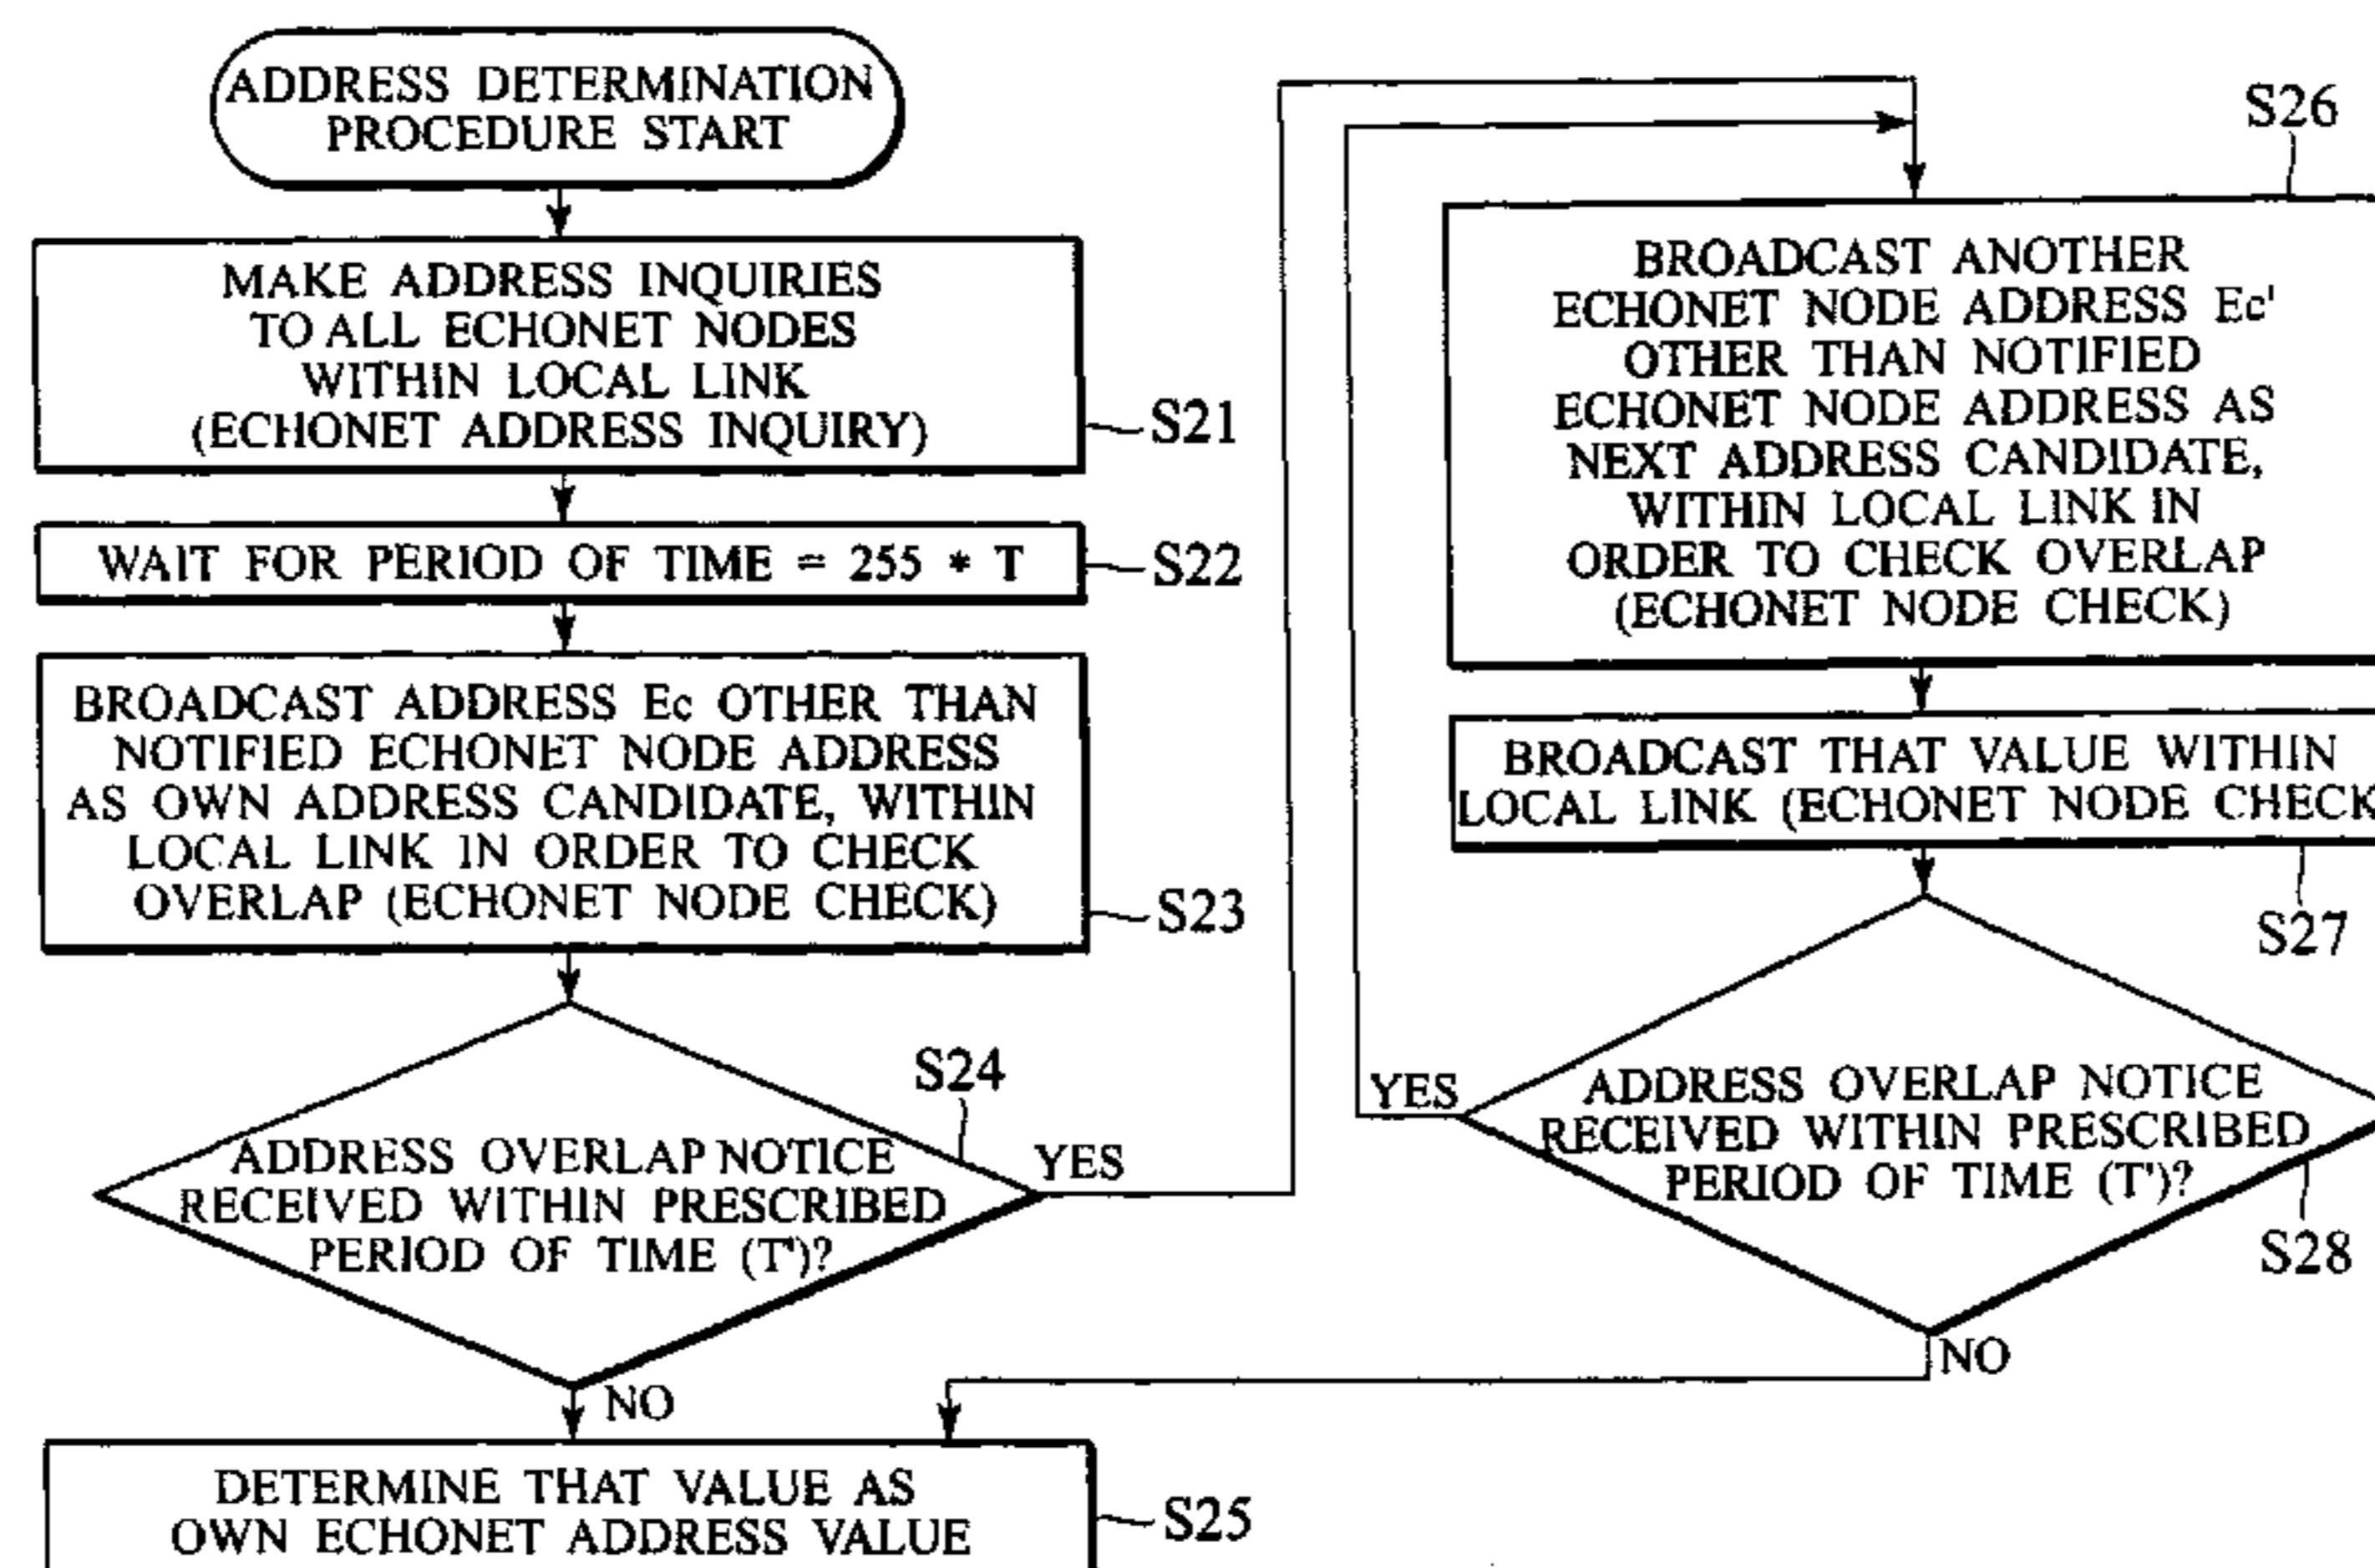 ADDRESS DETERMINATION
PROCEDURE START
MAKE ADDRESS INQUIRIES
TO ALL ECHONET NODES
WITHIN LOCAL LINK
(ECHONET ADDRESS INQUIRY)
S21
WAIT FOR PERIOD OF TIME = 255 * T
S22
BROADCAST ADDRESS Ec OTHER THAN
NOTIFIED ECHONET NODE ADDRESS
AS OWN ADDRESS CANDIDATE, WITHIN
LOCAL LINK IN ORDER TO CHECK
OVERLAP (ECHONET NODE CHECK)
S23
S24
ADDRESS OVERLAP NOTICE
RECEIVED WITHIN PRESCRIBED
PERIOD OF TIME (T')?
YES
NO
DETERMINE THAT VALUE AS
OWN ECHONET ADDRESS VALUE
S25
S26
BROADCAST ANOTHER
ECHONET NODE ADDRESS Ec'
OTHER THAN NOTIFIED
ECHONET NODE ADDRESS AS
NEXT ADDRESS CANDIDATE,
WITHIN LOCAL LINK IN
ORDER TO CHECK OVERLAP
(ECHONET NODE CHECK)
BROADCAST THAT VALUE WITHIN
LOCAL LINK (ECHONET NODE CHECK
S27
YES
ADDRESS OVERLAP NOTICE
RECEIVED WITHIN PRESCRIBED
PERIOD OF TIME (T')?
S28
NO